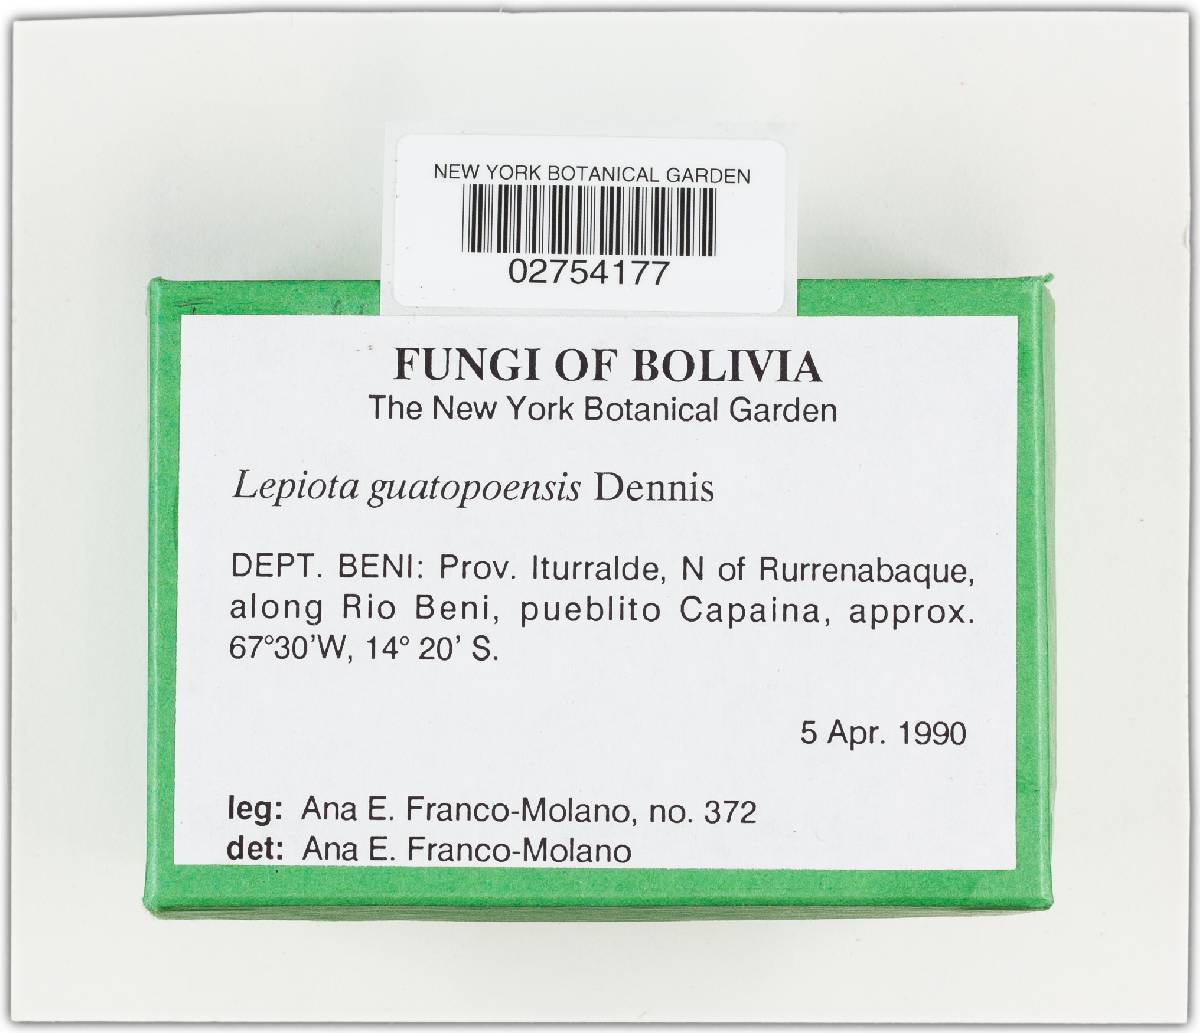 NEW YORK BOTANICAL GARDEN
02754177
FUNGI OF BOLIVIA
The New York Botanical Garden
Lepiota guatopoensis Dennis
DEPT. BENI: Prov. Iturralde, N of Rurrenabaque,
along Rio Beni, pueblito Capaina, approx.
67°30'W, 14° 20' S.
5 Apr. 1990
leg: Ana E. Franco-Molano, no. 372
det: Ana E. Franco-Molano